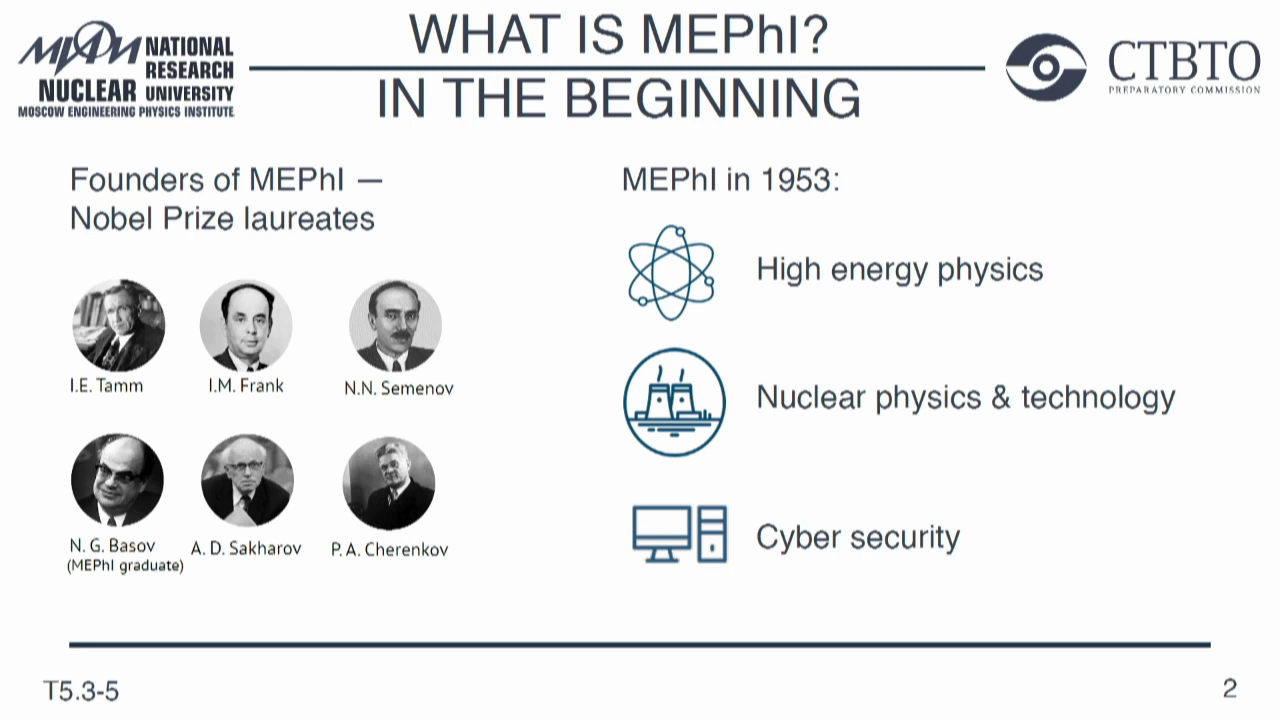 МИФИ NATIONAL
RESEARCH
NUCLEAR UNIVERSITY
MOSCOW ENGINEERING PHYSICS INSTITUTE
WHAT IS MEPhI?
IN THE BEGINNING
CTBTO
PREPARATORY COMMISSION
Founders of MEPhI —
Nobel Prize laureates
I.E. Tamm
I.M. Frank
N.N. Semenov
N. G. Basov
(MEPhI graduate)
A. D. Sakharov
P. A. Cherenkov
MEPhI in 1953:
High energy physics
Nuclear physics & technology
Cyber security
T5.3-5
2